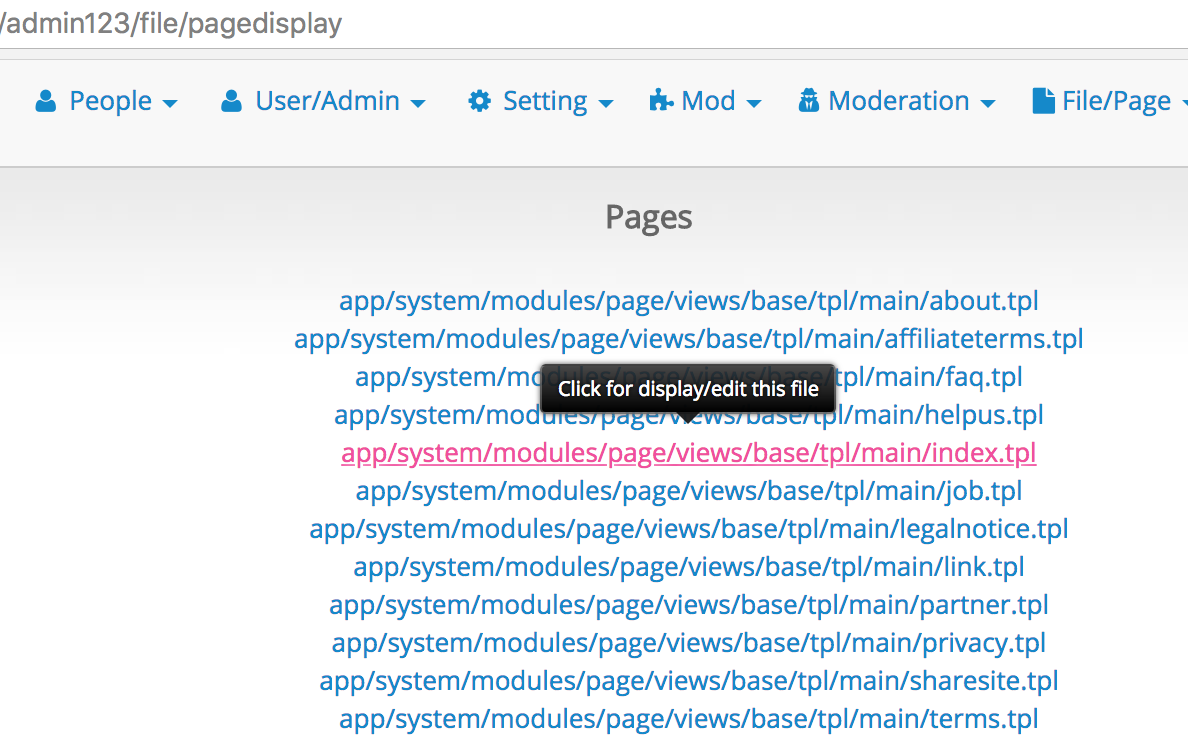 /admin123/file/pagedisplay
People User/Admin Setting Mod Moderation File/Page
Pages
app/system/modules/page/views/base/tpl/main/about.tpl
app/system/modules/page/views/base/tpl/main/affiliateterms.tpl
app/system/mo tpl/main/faq.tpl
Click for display/edit this file
app/system/modules/page/views/base/tpl/main/helpus.tpl
app/system/modules/page/views/base/tpl/main/index.tpl
app/system/modules/page/views/base/tpl/main/job.tpl
app/system/modules/page/views/base/tpl/main/legalnotice.tpl
app/system/modules/page/views/base/tpl/main/link.tpl
app/system/modules/page/views/base/tpl/main/partner.tpl
app/system/modules/page/views/base/tpl/main/privacy.tpl
app/system/modules/page/views/base/tpl/main/sharesite.tpl
app/system/modules/page/views/base/tpl/main/terms.tpl